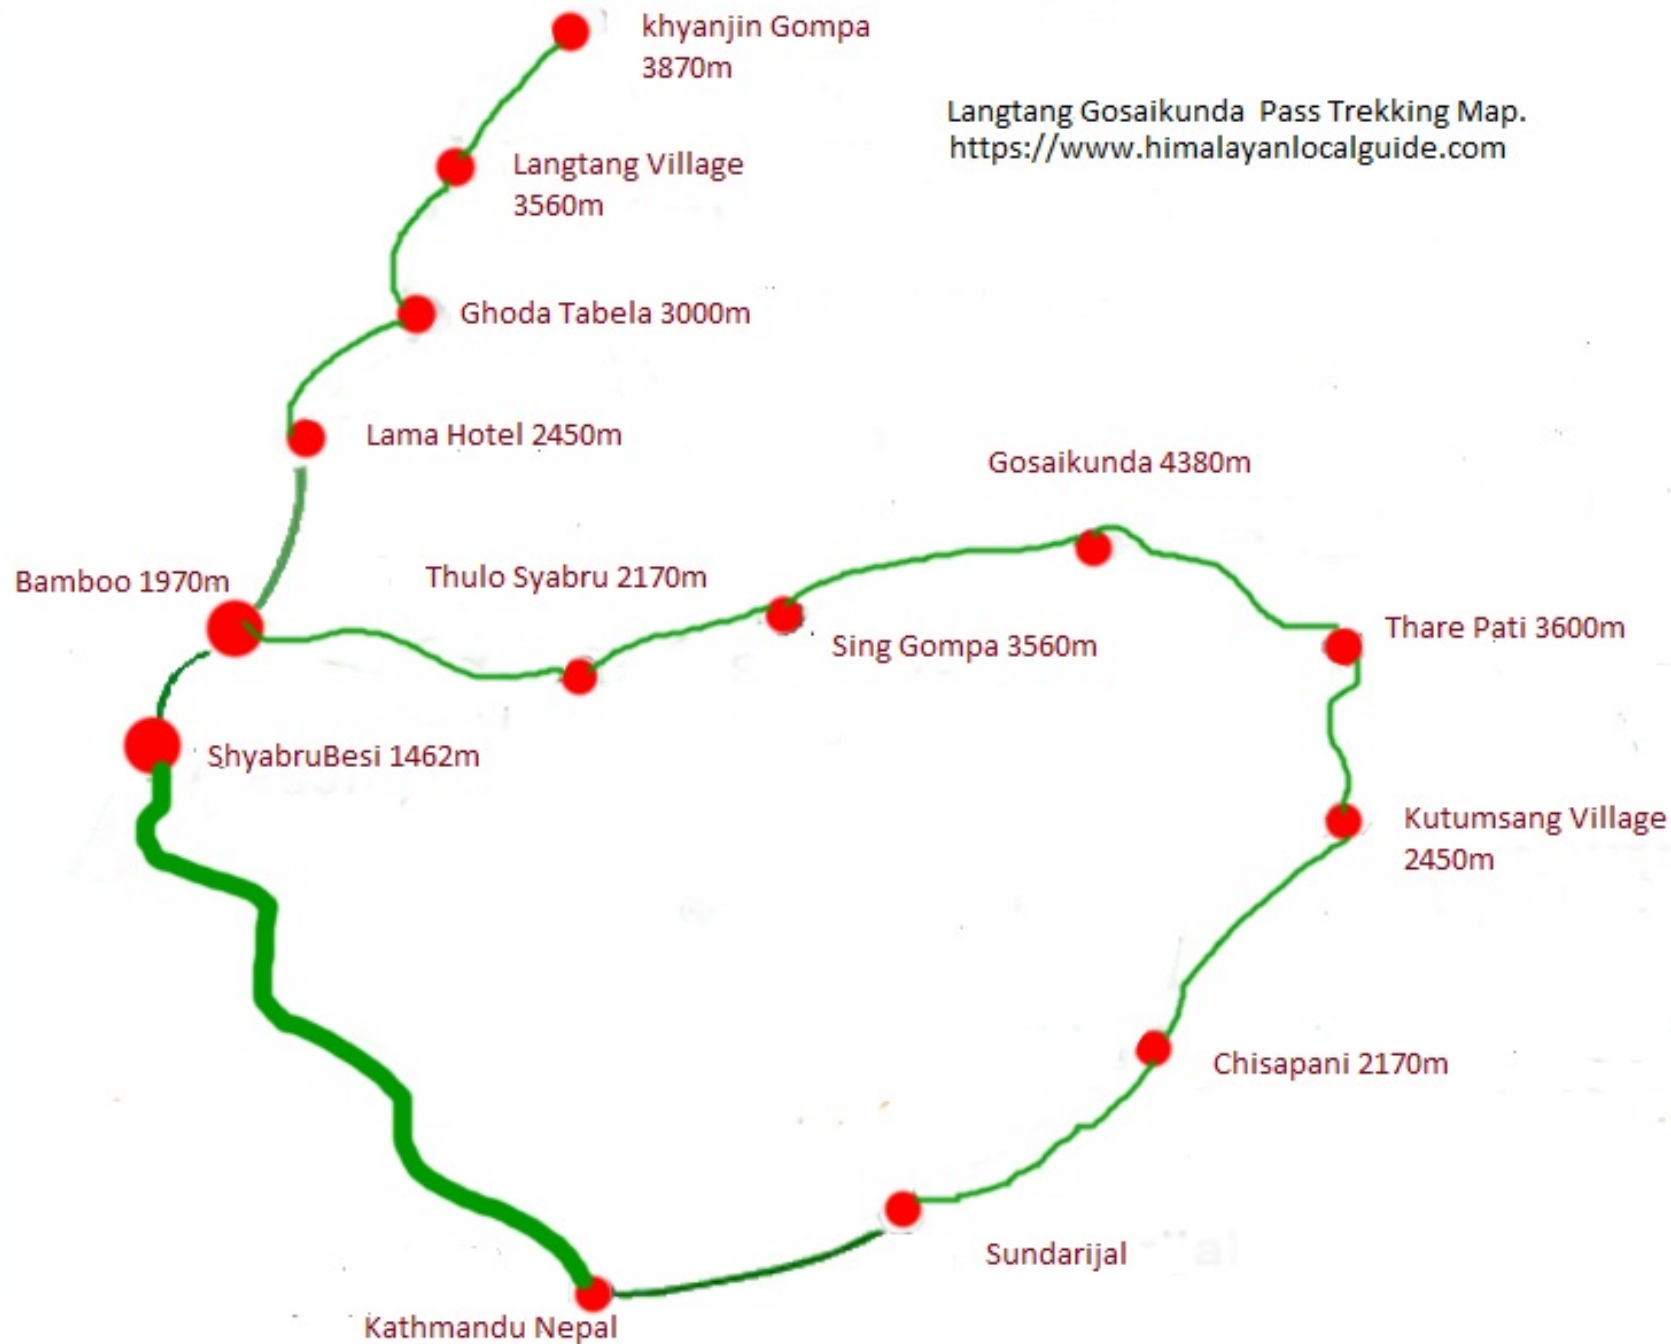 khyanjin Gompa
3870m
Langtang Gosaikunda Pass Trekking Map.
https://www.himalayanlocalguide.com
Langtang Village
3560m
Ghoda Tabela 3000m
Lama Hotel 2450m
Gosaikunda 4380m
Bamboo 1970m
Thulo Syabru 2170m
Thare Pati 3600m
Sing Gompa 3560m
ShyabruBesi 1462m
Kutumsang Village
2450m
Chisapani 2170m
Sundarijal
Kathmandu Nepal